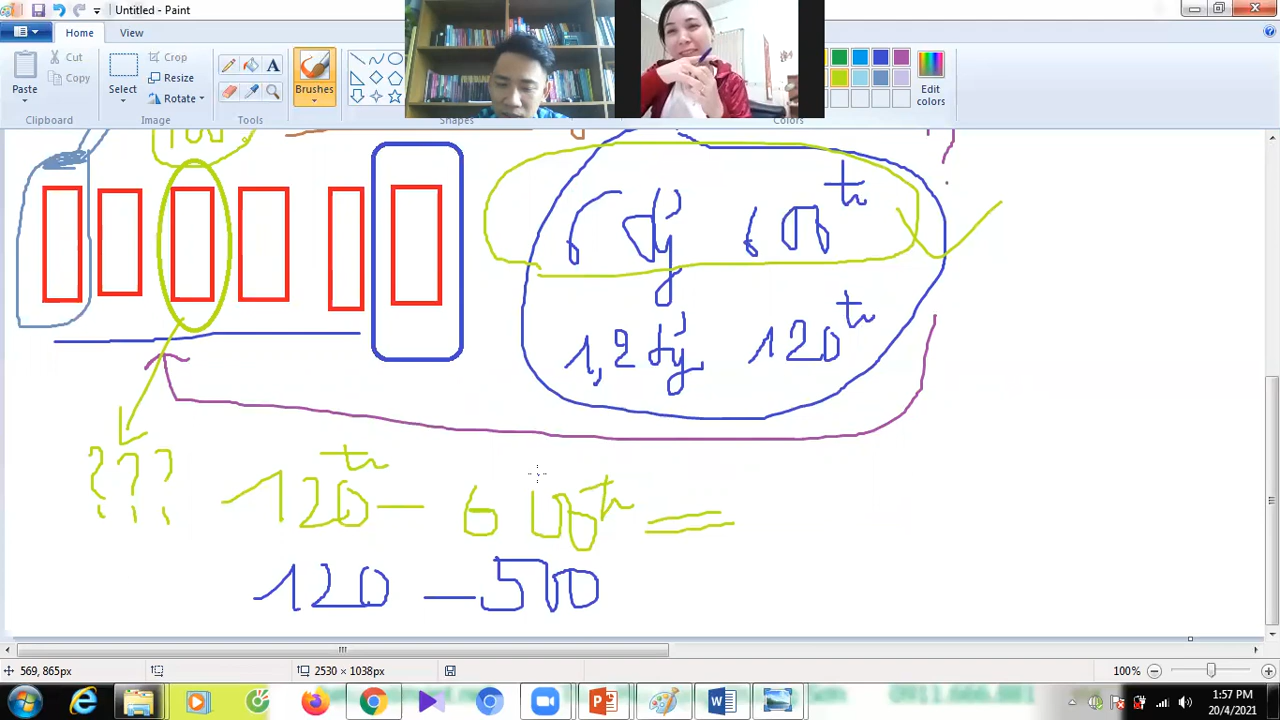 Untitled - Paint
Home View
Paste
Cut
Copy
Clipboard
Select
Crop
Resize
Rotate
Image
A
Tools
Brushes
Shapes
Edit colors
Colors
100
6 tỷ 600 tr
1,2 tỷ 120 tr
???
120 tr - 600 tr =
120 - 500
569, 865px
2530 × 1038px
100%
1:57 PM
20/4/2021